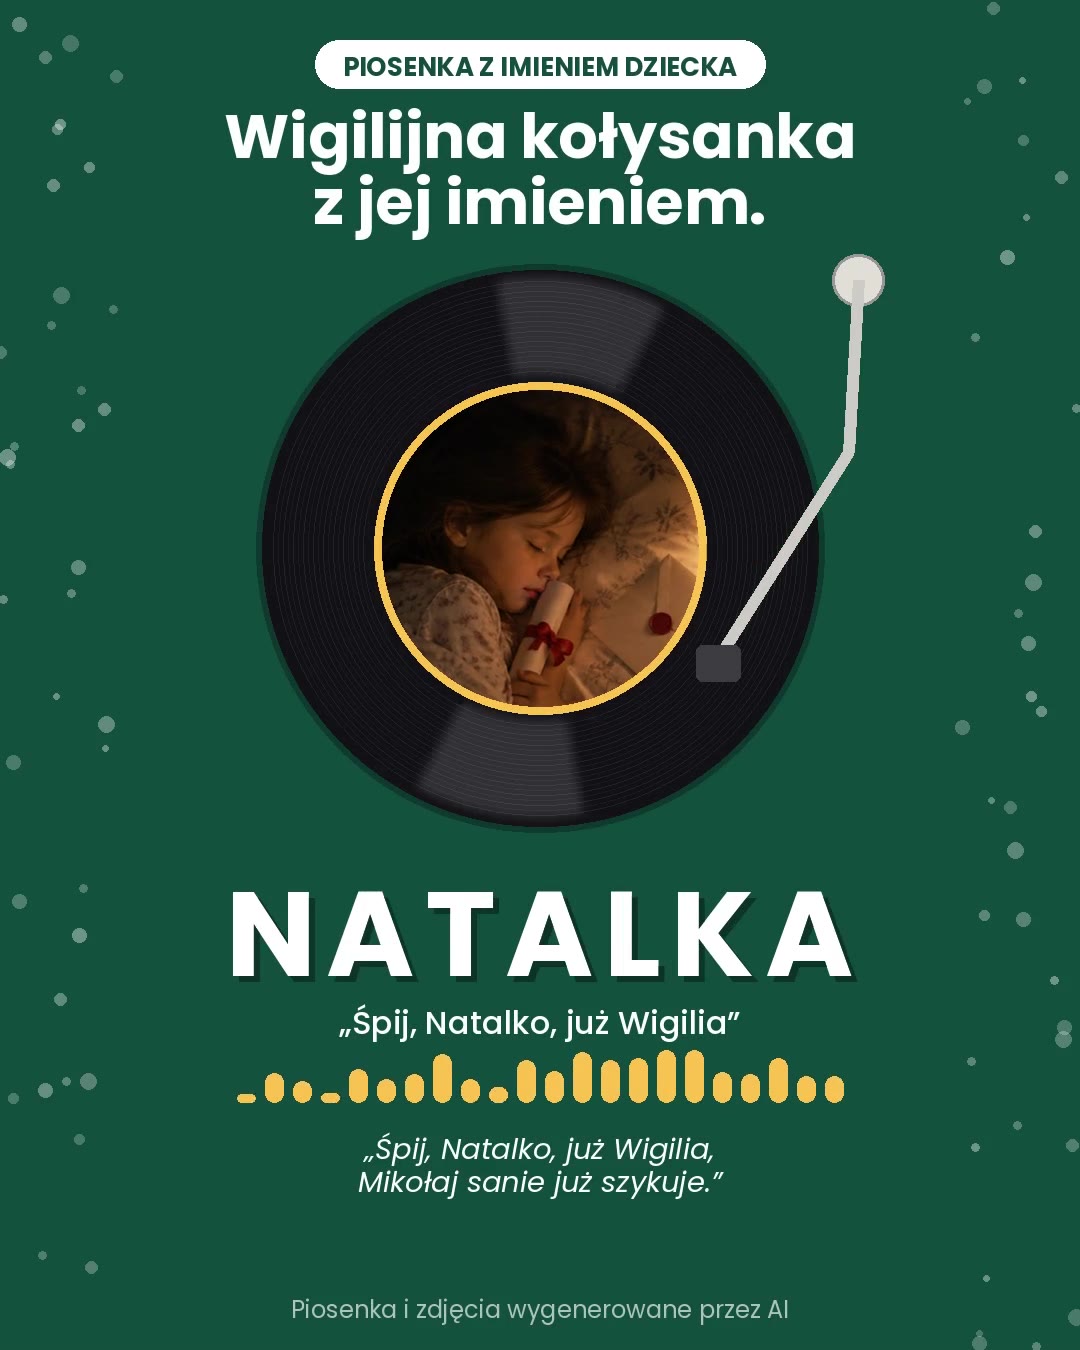 PIOSENKA Z IMIENIEM DZIECKA
Wigilijna kołysanka
z jej imieniem.
NATALKA
„Śpij, Natalko, już Wigilia”
„Śpij, Natalko, już Wigilia,
Mikołaj sanie już szykuje.”
Piosenka i zdjęcia wygenerowane przez AI